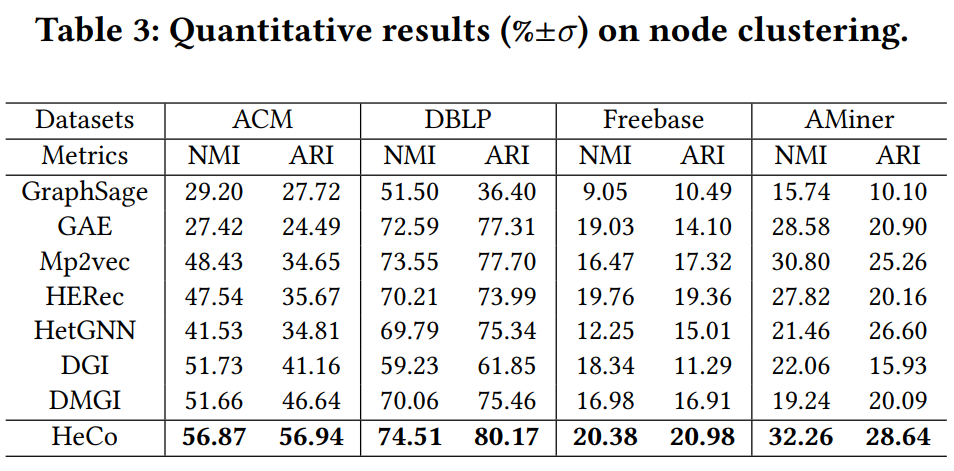 Table 3: Quantitative results (%±σ) on node clustering.
Datasets ACM DBLP Freebase AMiner
Metrics NMI ARI NMI ARI NMI ARI NMI ARI
GraphSage 29.20 27.72 51.50 36.40 9.05 10.49 15.74 10.10
GAE 27.42 24.49 72.59 77.31 19.03 14.10 28.58 20.90
Mp2vec 48.43 34.65 73.55 77.70 16.47 17.32 30.80 25.26
HERec 47.54 35.67 70.21 73.99 19.76 19.36 27.82 20.16
HetGNN 41.53 34.81 69.79 75.34 12.25 15.01 21.46 26.60
DGI 51.73 41.16 59.23 61.85 18.34 11.29 22.06 15.93
DMGI 51.66 46.64 70.06 75.46 16.98 16.91 19.24 20.09
HeCo 56.87 56.94 74.51 80.17 20.38 20.98 32.26 28.64